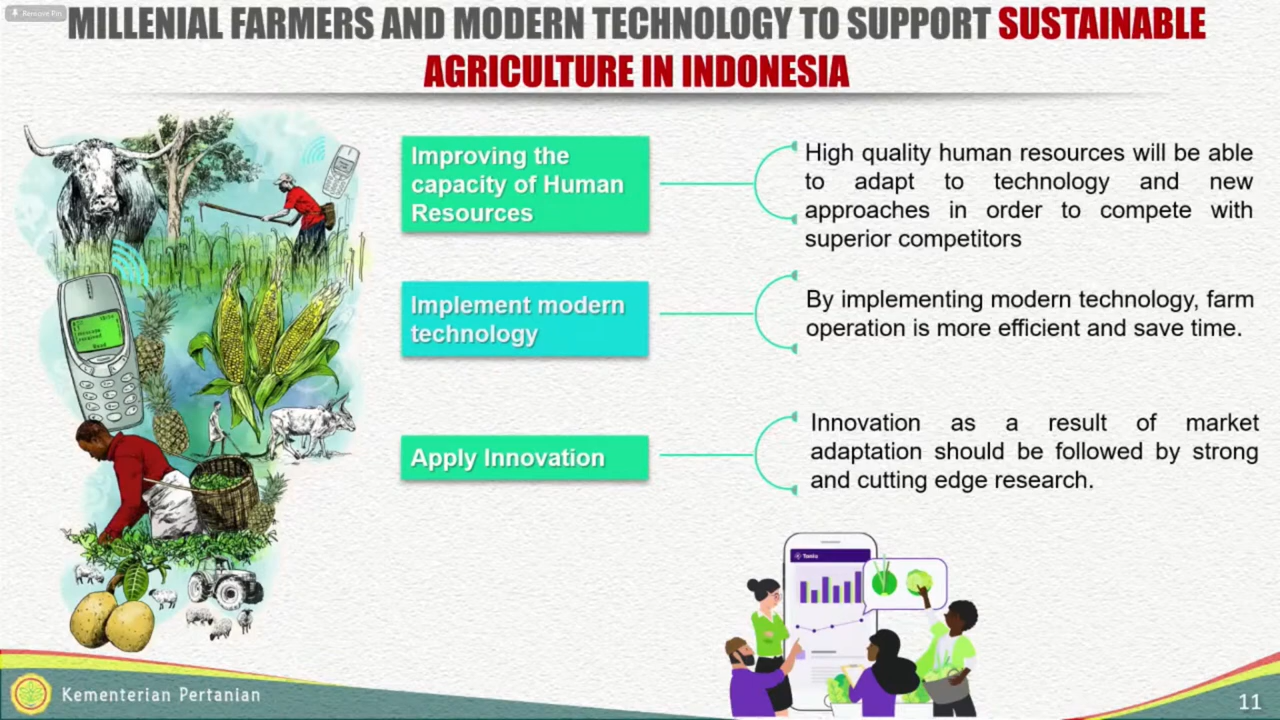 Remove Pin
MILLENIAL FARMERS AND MODERN TECHNOLOGY TO SUPPORT SUSTAINABLE
AGRICULTURE IN INDONESIA
Improving the
capacity of Human
Resources
High quality human resources will be able
to adapt to technology and new
approaches in order to compete with
superior competitors
Implement modern
technology
By implementing modern technology, farm
operation is more efficient and save time.
Apply Innovation
Innovation as a result of market
adaptation should be followed by strong
and cutting edge research.
Kementerian Pertanian
11